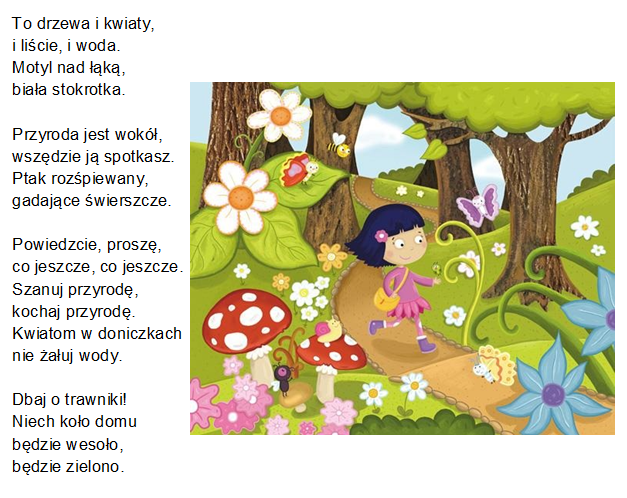 To drzewa i kwiaty,
i liście, i woda.
Motyl nad łąką,
biała stokrotka.
Przyroda jest wokół,
wszędzie ją spotkasz.
Ptak rozśpiewany,
gadające świerszcze.
Powiedzcie, proszę,
co jeszcze, co jeszcze.
Szanuj przyrodę,
kochaj przyrodę.
Kwiatom w doniczkach
nie żałuj wody.
Dbaj o trawniki!
Niech koło domu
będzie wesoło,
będzie zielono.